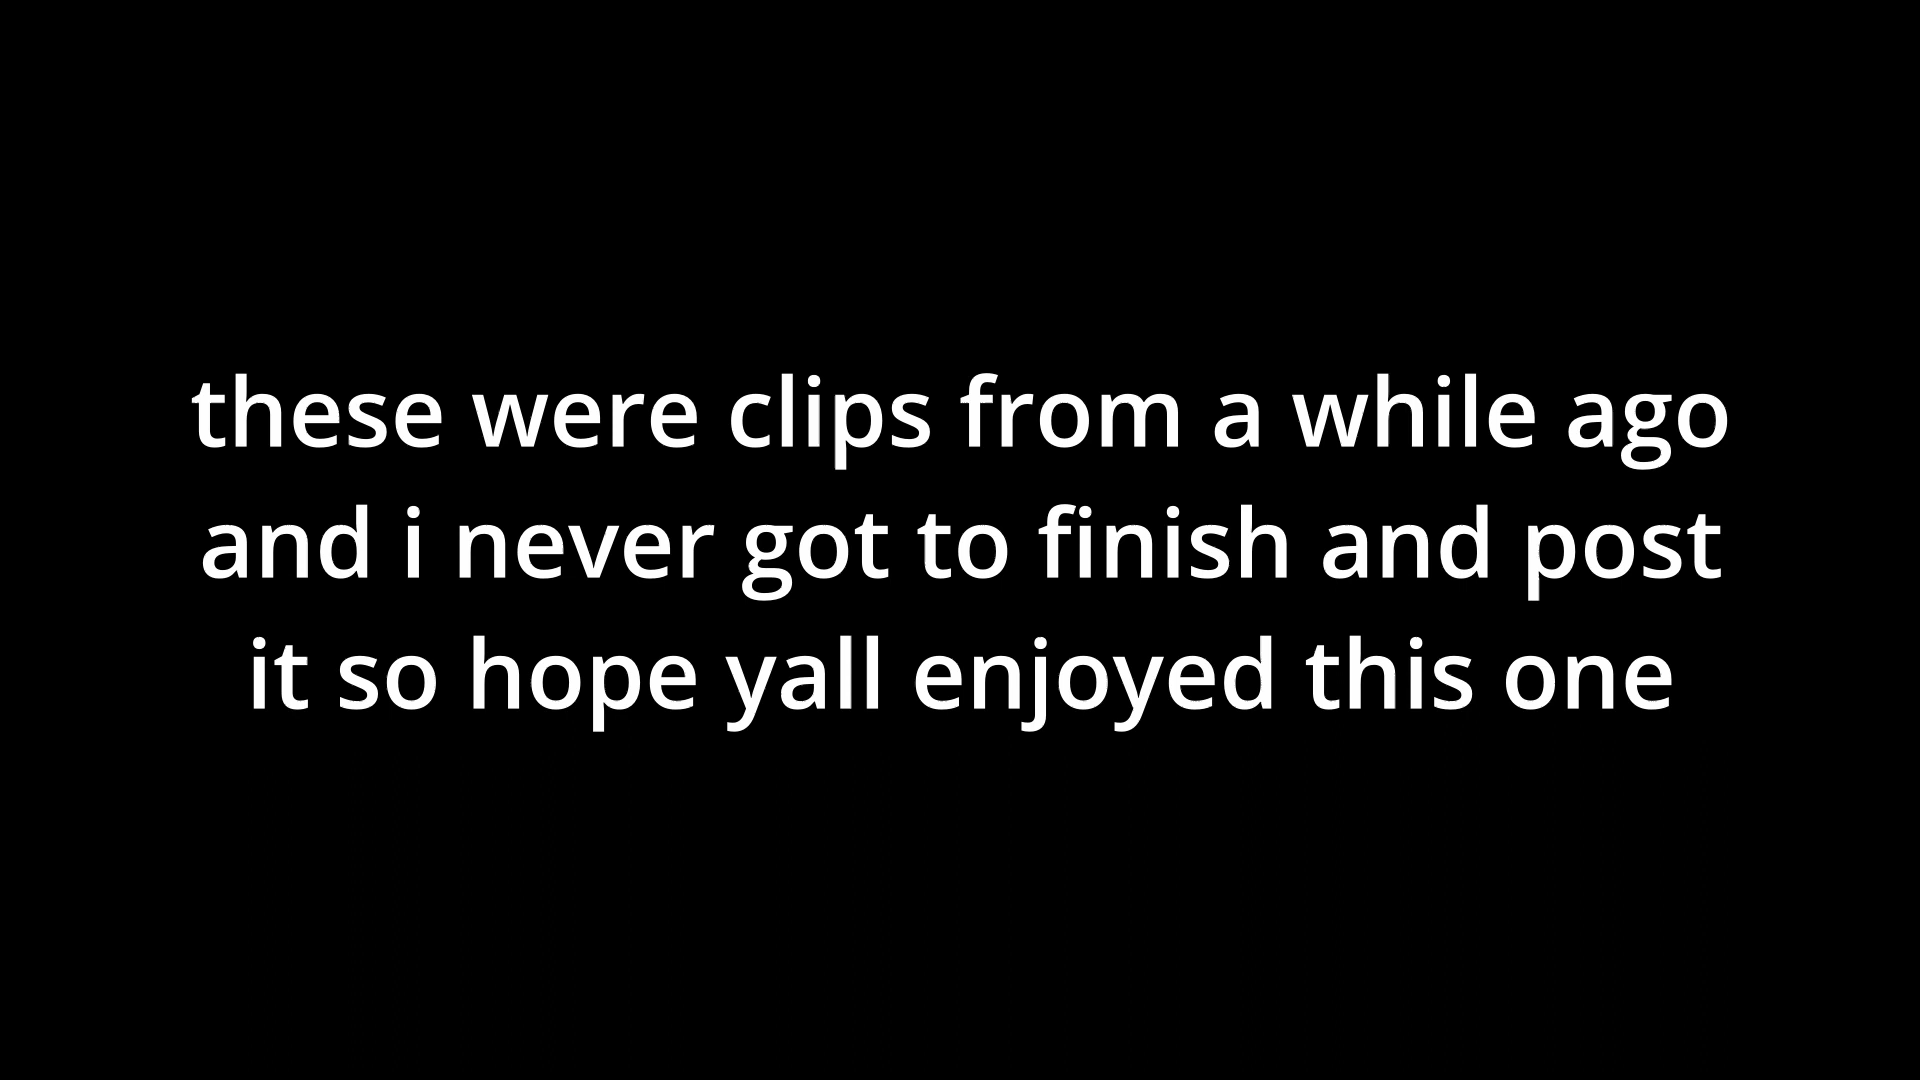 these were clips from a while ago
and i never got to finish and post
it so hope yall enjoyed this one